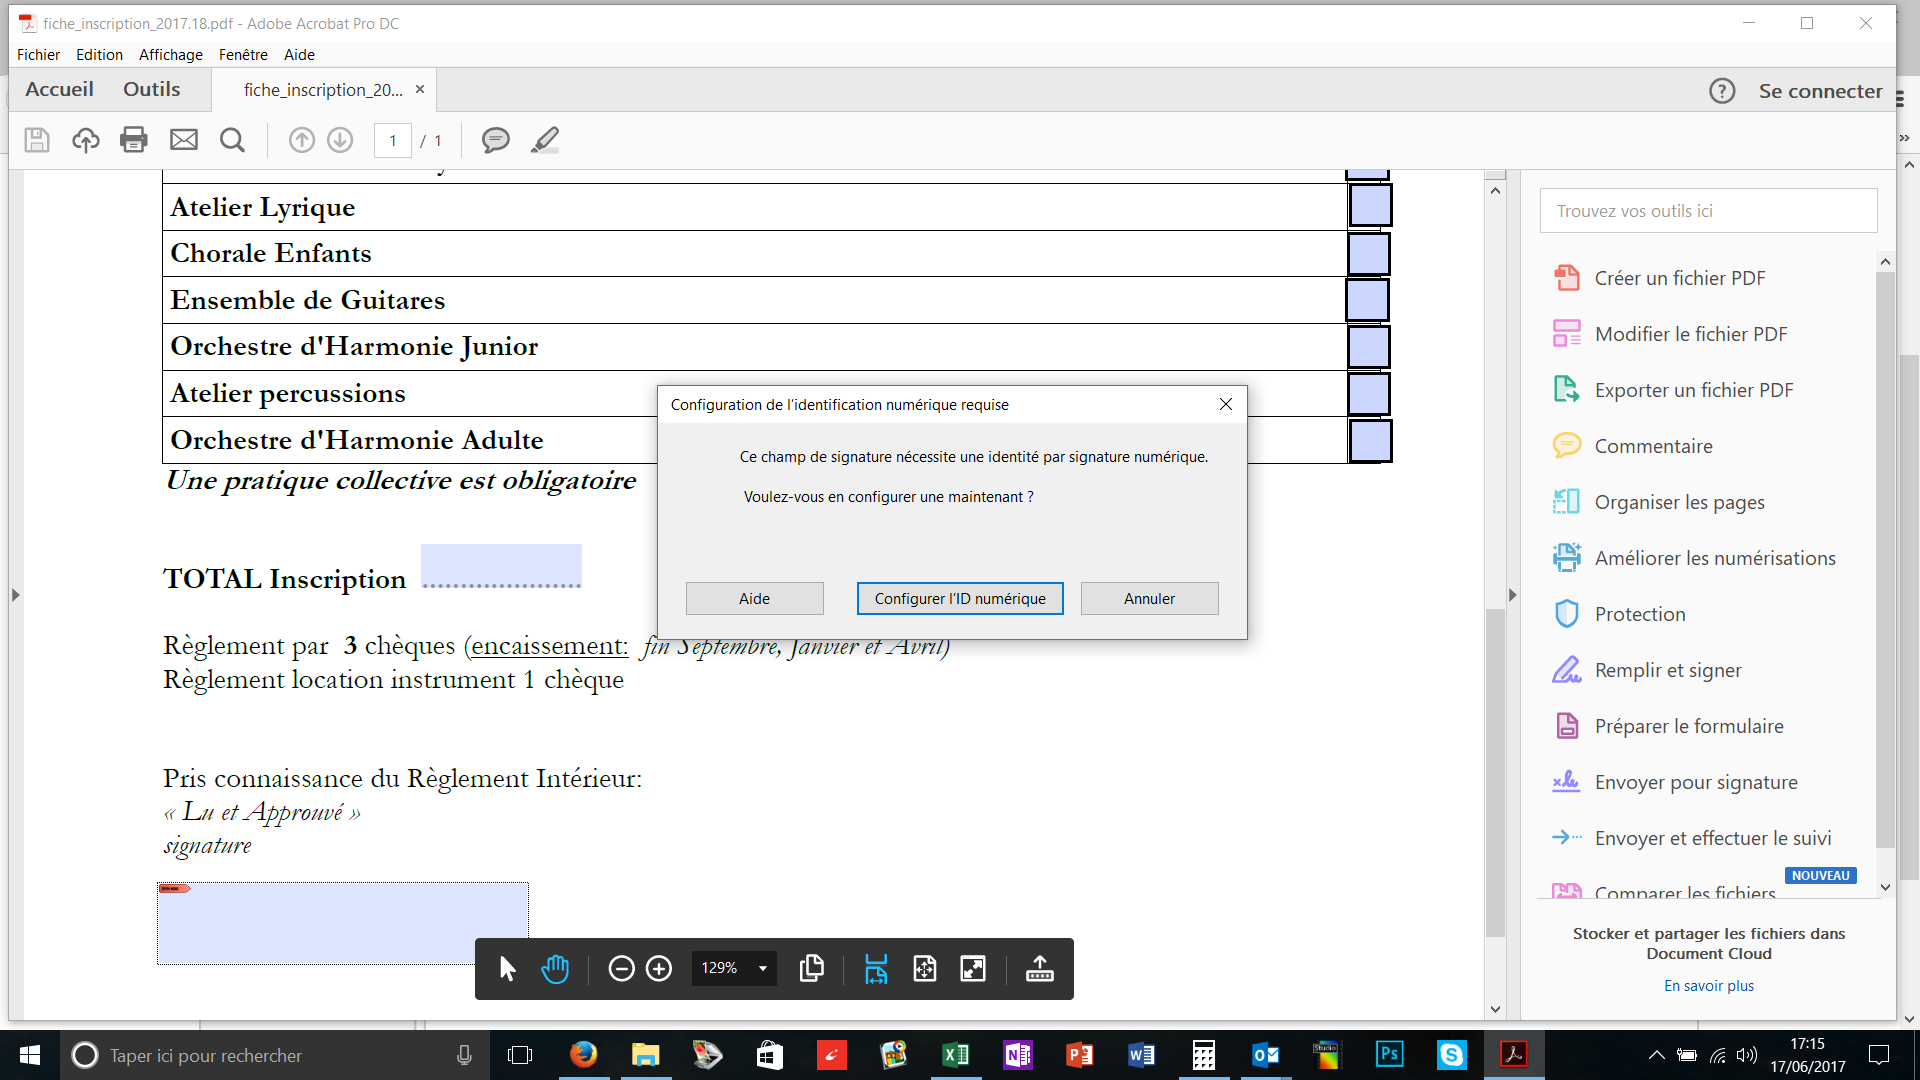 fiche_inscription_2017.18.pdf - Adobe Acrobat Pro DC
Fichier Edition Affichage Fenêtre Aide
Accueil Outils fiche_inscription_20... × ? Se connecter
1 / 1
Atelier Lyrique
Chorale Enfants
Ensemble de Guitares
Orchestre d'Harmonie Junior
Atelier percussions
Orchestre d'Harmonie Adulte
Une pratique collective est obligatoire
TOTAL Inscription ....................
Règlement par 3 chèques (encaissement: fin Septembre, Janvier et Avril)
Règlement location instrument 1 chèque
Pris connaissance du Règlement Intérieur:
« Lu et Approuvé »
signature
Configuration de l'identification numérique requise
Ce champ de signature nécessite une identité par signature numérique.
Voulez-vous en configurer une maintenant ?
Aide Configurer l'ID numérique Annuler
129%
Trouvez vos outils ici
Créer un fichier PDF
Modifier le fichier PDF
Exporter un fichier PDF
Commentaire
Organiser les pages
Améliorer les numérisations
Protection
Remplir et signer
Préparer le formulaire
Envoyer pour signature
Envoyer et effectuer le suivi
NOUVEAU
Comparer les fichiers
Stocker et partager les fichiers dans
Document Cloud
En savoir plus
Taper ici pour rechercher
17:15
17/06/2017